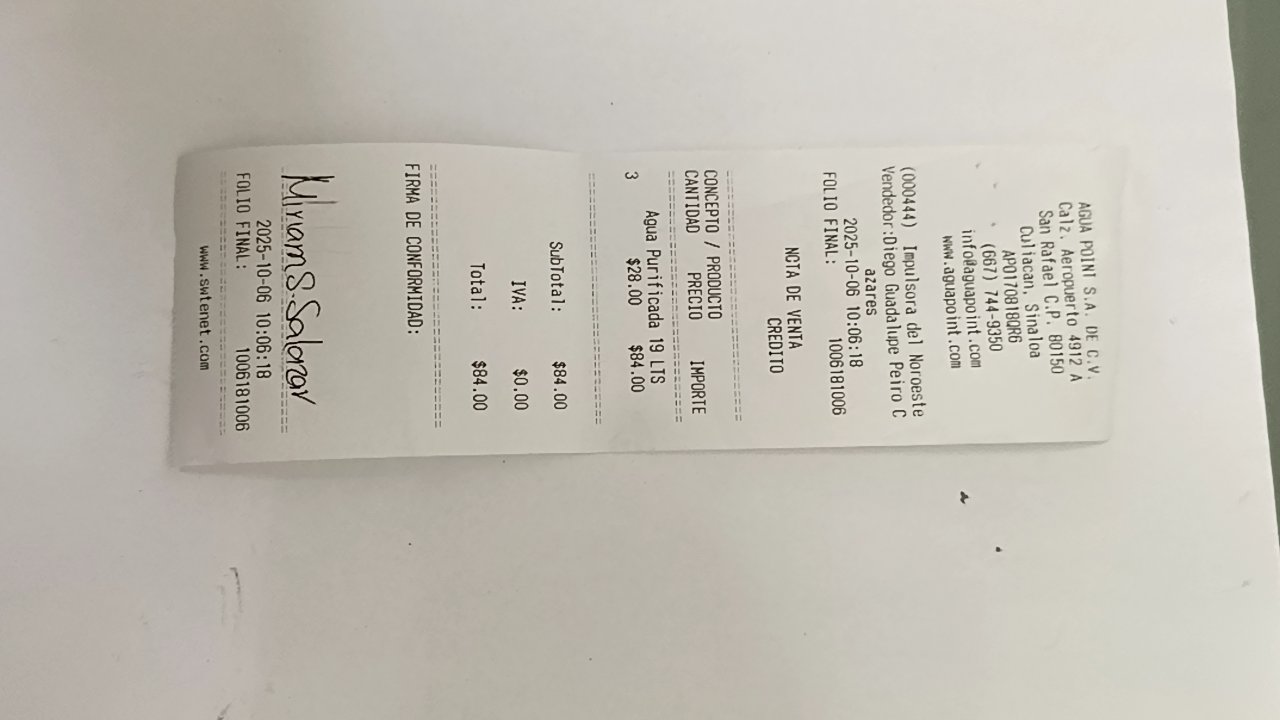 AGUA POINT S.A. DE C.V.
Calz. Aeropuerto 4912 A
San Rafael C.P. 80150
Culiacan, Sinaloa
APO170818QR6
(667) 744-9350
info@aguapoint.com
www.aguapoint.com
(000444) Impulsora del Noroeste
Vendedor:Diego Guadalupe Peiro C
azares
2025-10-06 10:06:18
FOLIO FINAL: 1006181006
NOTA DE VENTA
CREDITO
CONCEPTO / PRODUCTO
CANTIDAD PRECIO IMPORTE
Agua Purificada 19 LTS
3 $28.00 $84.00
SubTotal: $84.00
IVA: $0.00
Total: $84.00
FIRMA DE CONFORMIDAD:
Miriam S.
2025-10-06 10:06:18
FOLIO FINAL: 1006181006
www.swtenet.com